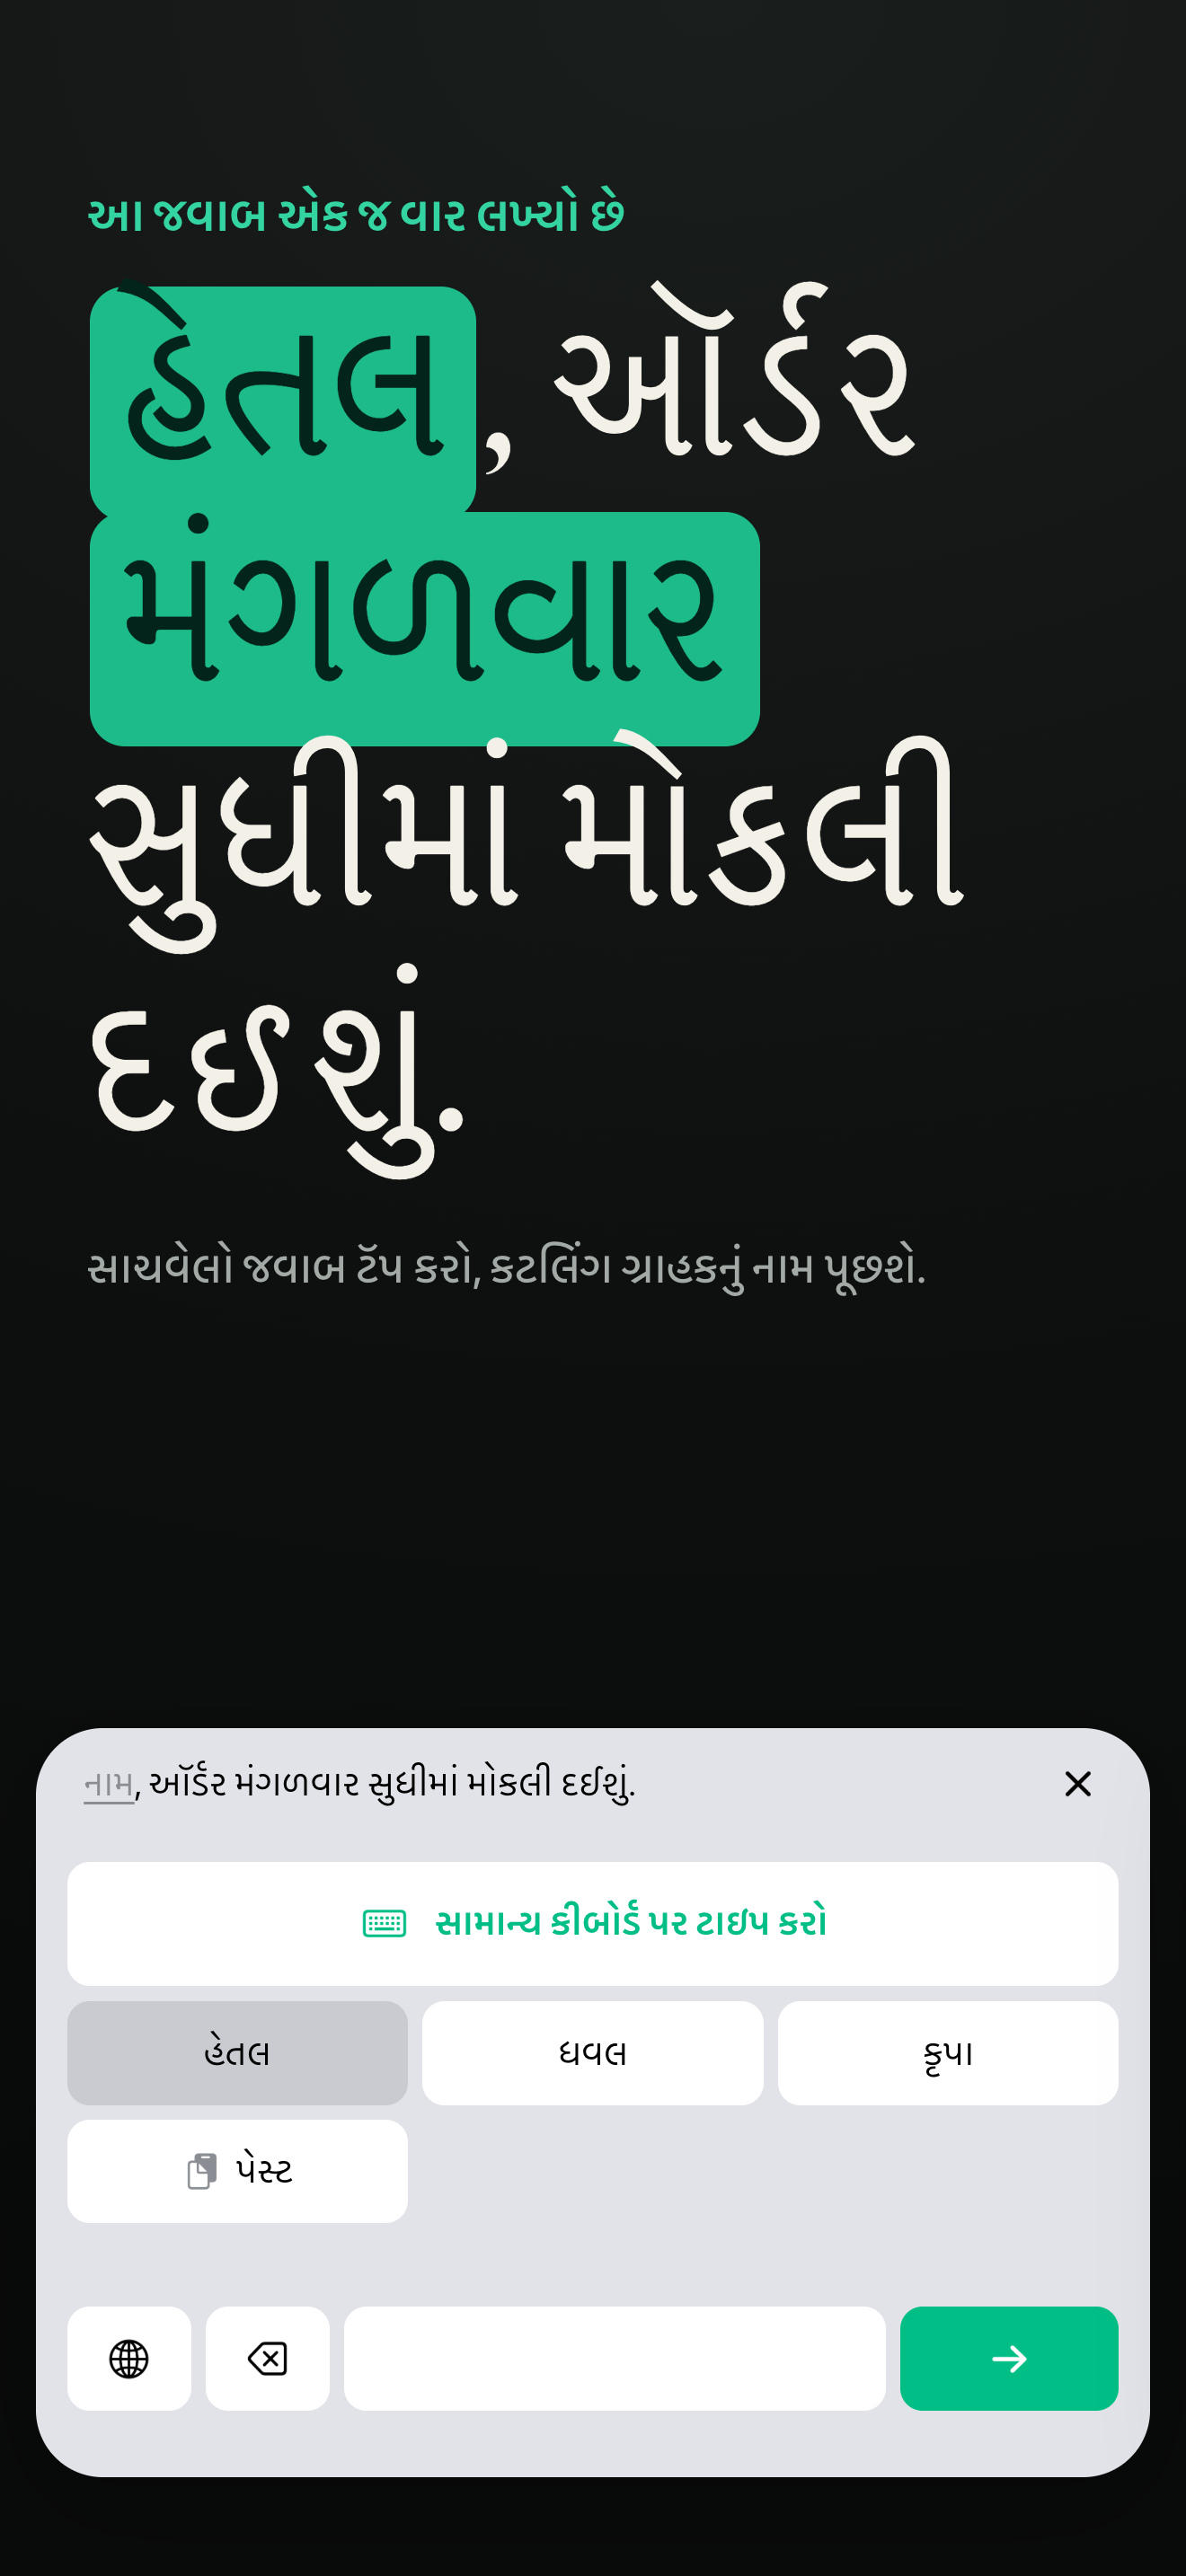 આ જવાબ એક જ વાર લખ્યો છે
હેતલ, ઑર્ડર
મંગળવાર
સુધીમાં મોકલી
દઈશું.
સાચવેલો જવાબ ટૅપ કરો, કટલિંગ ગ્રાહકનું નામ પૂછશે.
નામ, ઑર્ડર મંગળવાર સુધીમાં મોકલી દઈશું.
સામાન્ય કીબોર્ડ પર ટાઇપ કરો
હેતલ
ધવલ
કૃપા
પેસ્ટ